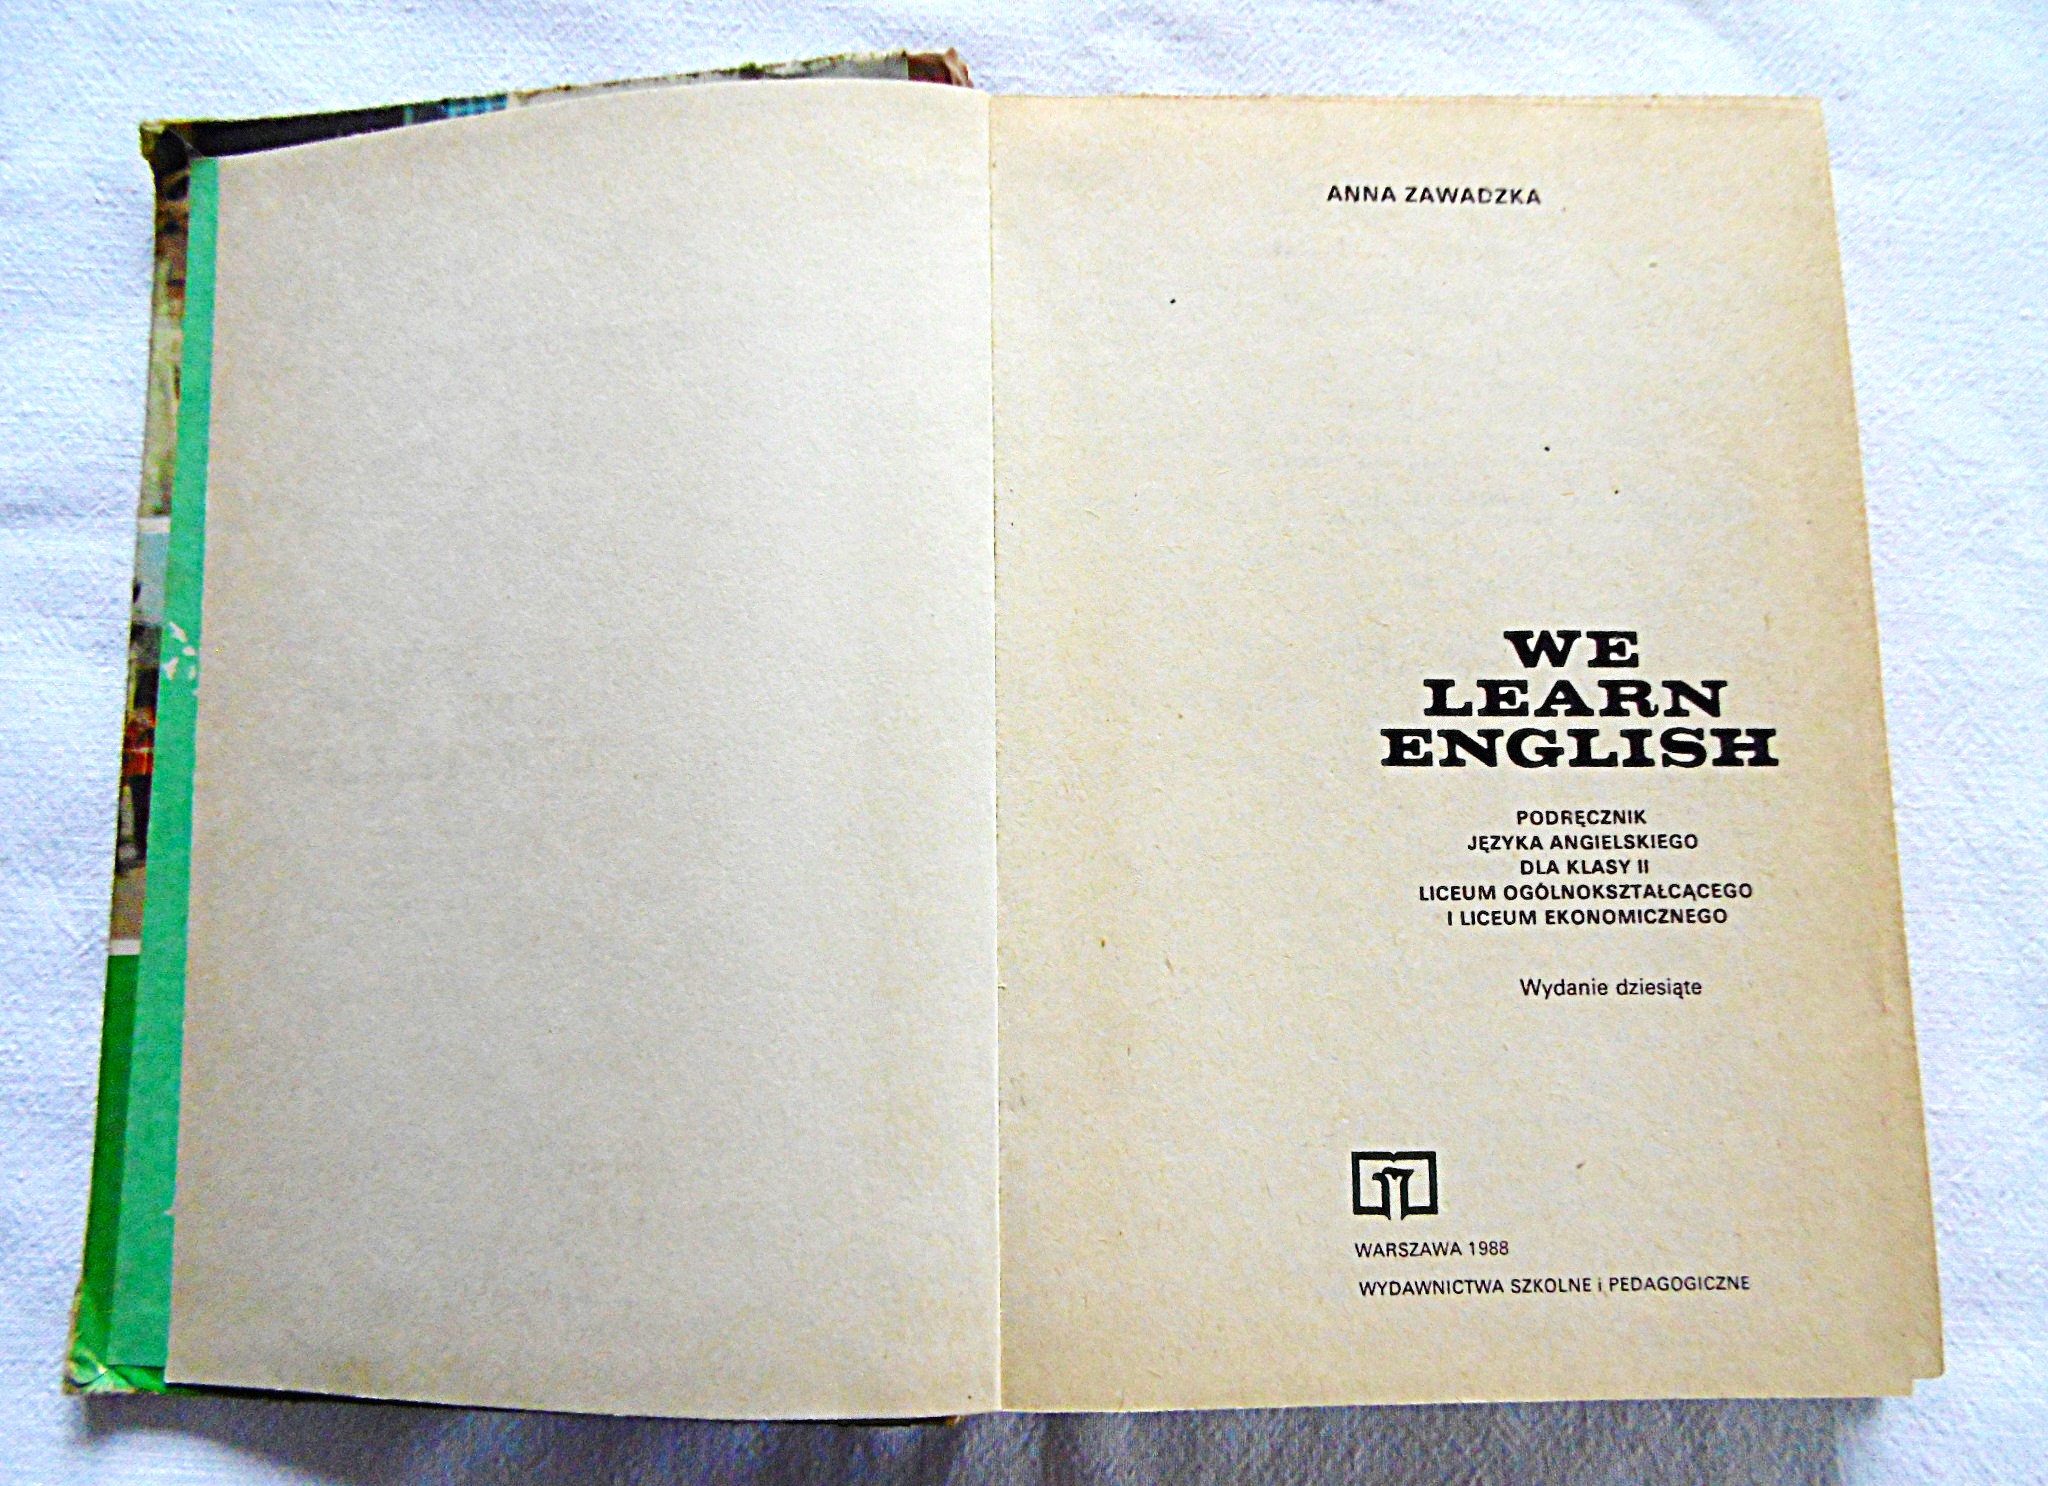 ANNA ZAWADZKA
WE
LEARN
ENGLISH
PODRĘCZNIK
JĘZYKA ANGIELSKIEGO
DLA KLASY II
LICEUM OGÓLNOKSZTAŁCĄCEGO
I LICEUM EKONOMICZNEGO
Wydanie dziesiąte
WARSZAWA 1988
WYDAWNICTWA SZKOLNE i PEDAGOGICZNE